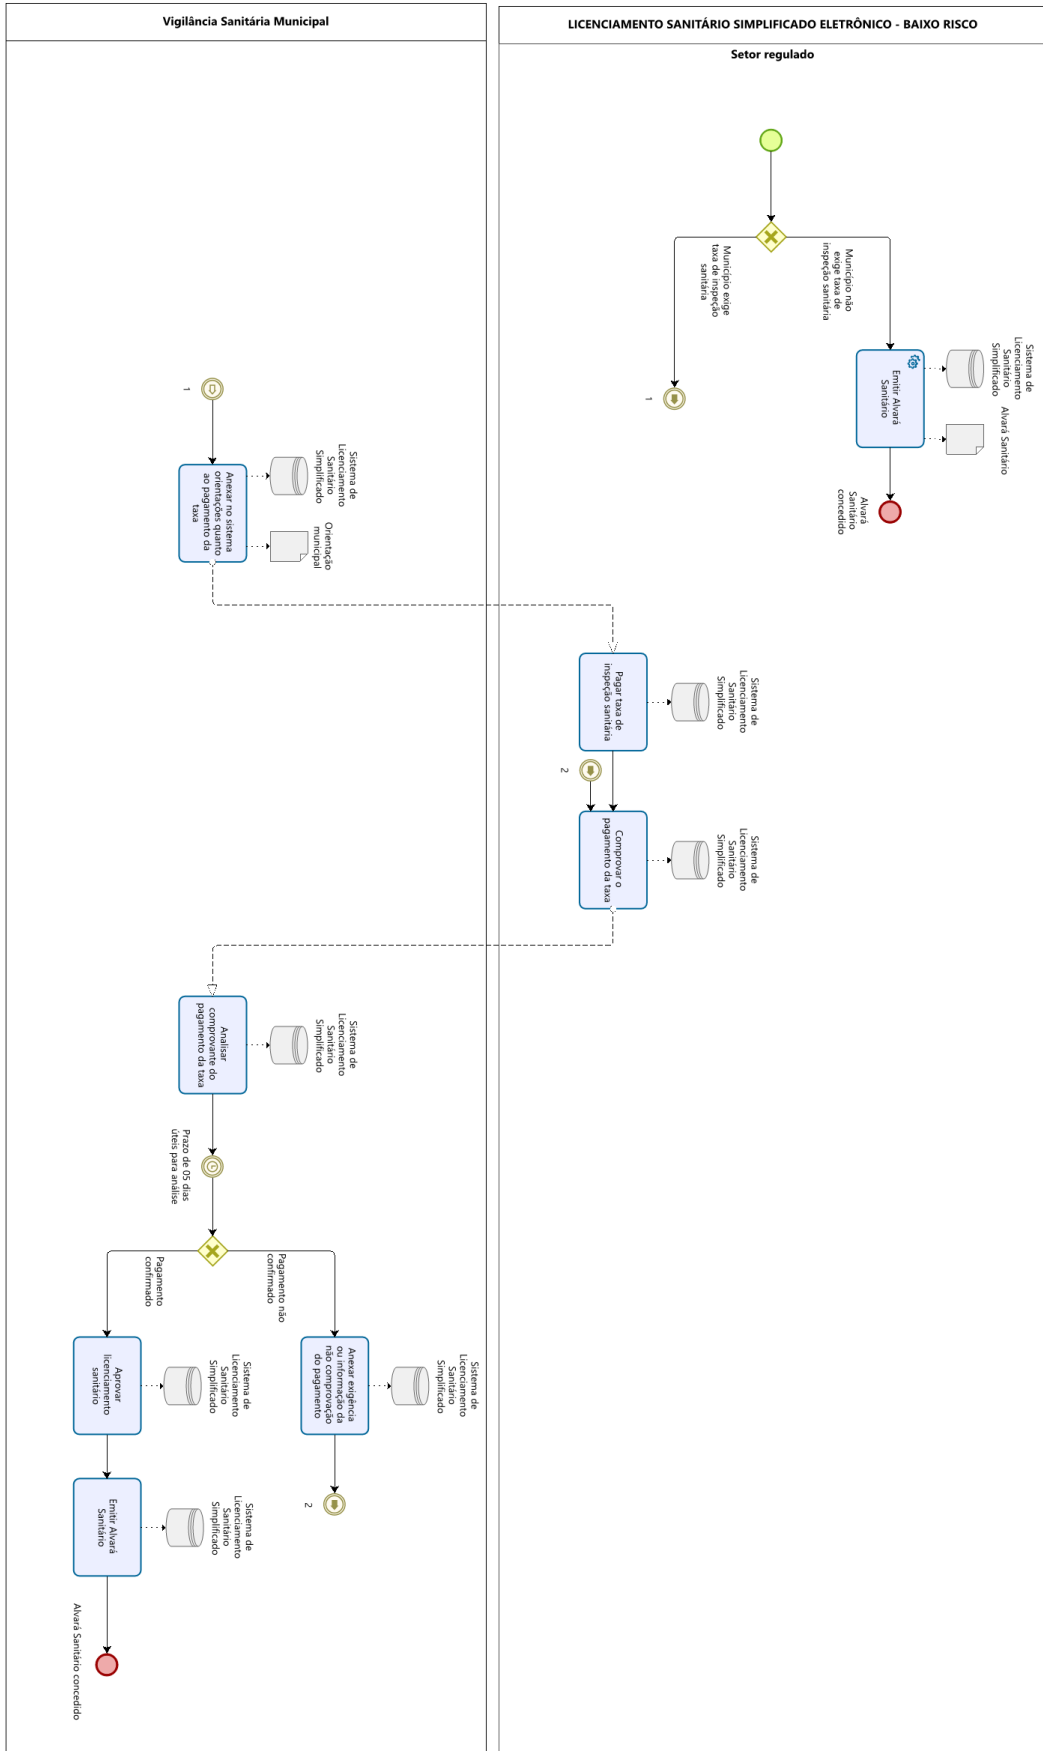 Vigilância Sanitária Municipal
LICENCIAMENTO SANITÁRIO SIMPLIFICADO ELETRÔNICO - BAIXO RISCO
Setor regulado
Município não
exige taxa de
inspeção sanitária
Município exige
taxa de inspeção
sanitária
1
Emitir Alvará
Sanitário
Sistema de
Licenciamento
Sanitário
Simplificado
Alvará Sanitário
Alvará
Sanitário
concedido
1
Anexar no sistema
orientações quanto
ao pagamento da
taxa
Sistema de
Licenciamento
Sanitário
Simplificado
Orientação
municipal
Pagar taxa de
inspeção sanitária
Sistema de
Licenciamento
Sanitário
Simplificado
2
Comprovar o
pagamento da taxa
Sistema de
Licenciamento
Sanitário
Simplificado
Analisar
comprovante do
pagamento da taxa
Sistema de
Licenciamento
Sanitário
Simplificado
Prazo de 05 dias
úteis para análise
Pagamento não
confirmado
Pagamento
confirmado
Anexar exigência
ou informação da
não comprovação
do pagamento
Sistema de
Licenciamento
Sanitário
Simplificado
2
Aprovar
licenciamento
sanitário
Sistema de
Licenciamento
Sanitário
Simplificado
Emitir Alvará
Sanitário
Sistema de
Licenciamento
Sanitário
Simplificado
Alvará Sanitário concedido